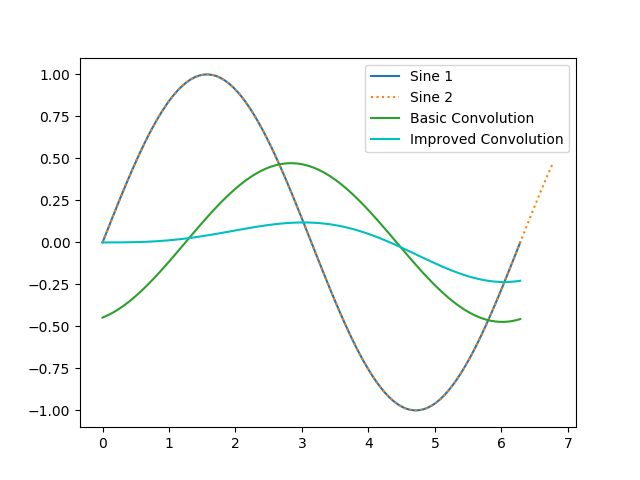 Sine 1
Sine 2
Basic Convolution
Improved Convolution
1.00
0.75
0.50
0.25
0.00
−0.25
−0.50
−0.75
−1.00
0 1 2 3 4 5 6 7